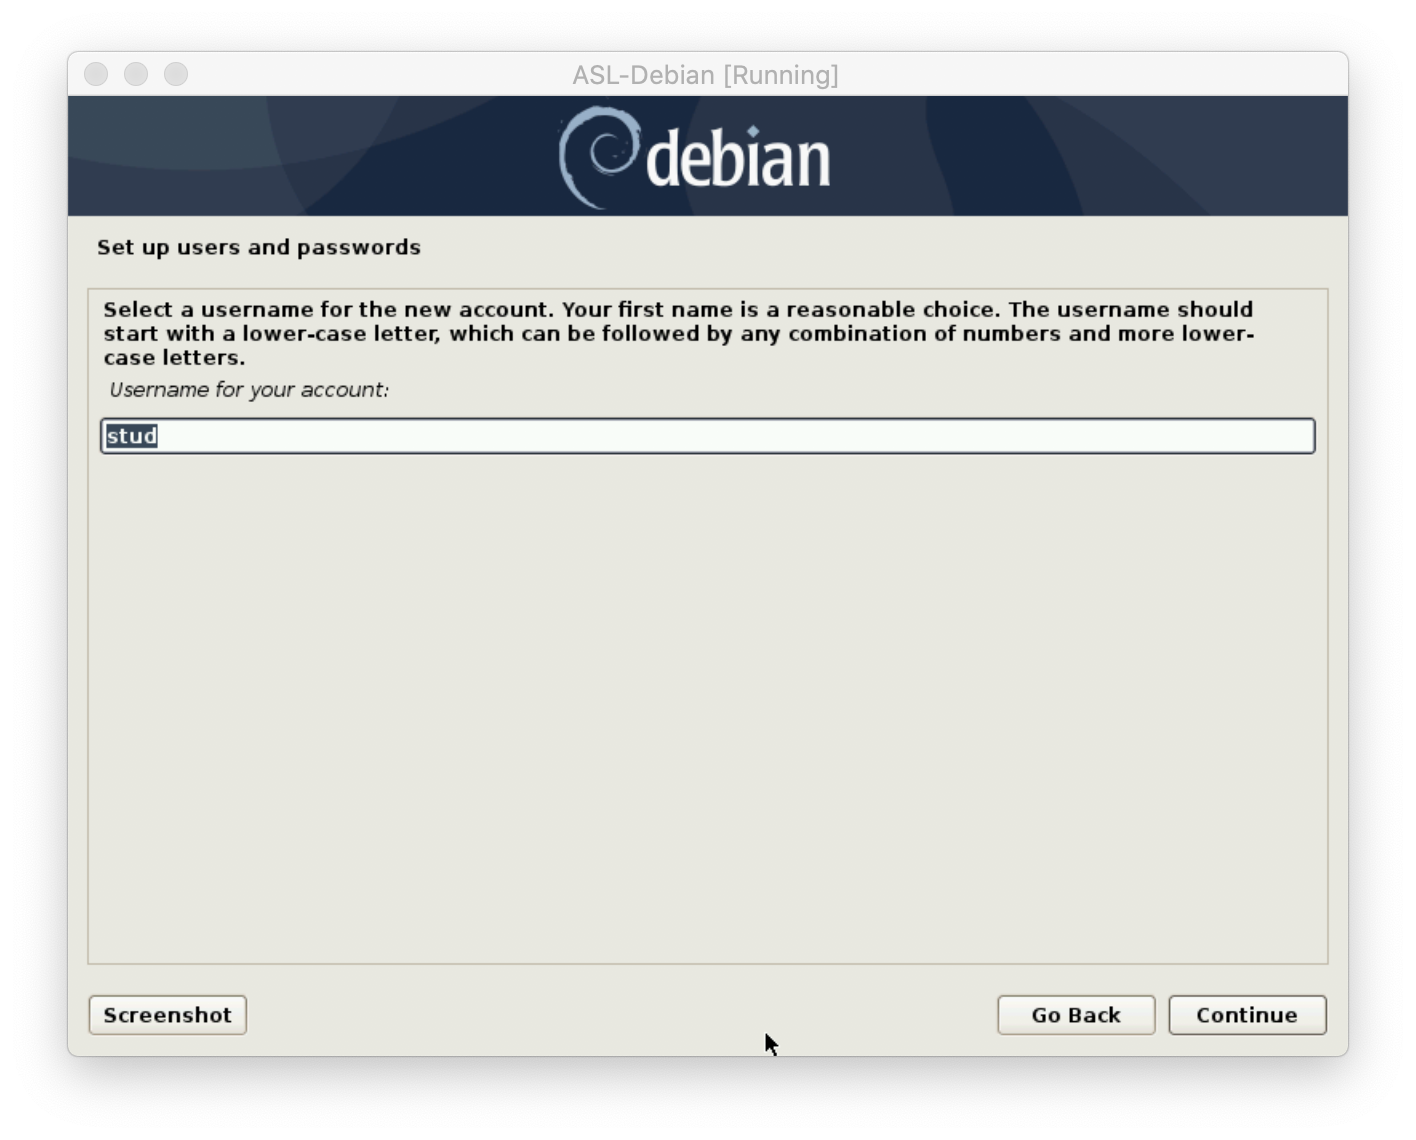 ASL-Debian [Running]
debian
Set up users and passwords
Select a username for the new account. Your first name is a reasonable choice. The username should
start with a lower-case letter, which can be followed by any combination of numbers and more lower-
case letters.
Username for your account:
stud
Screenshot
Go Back
Continue